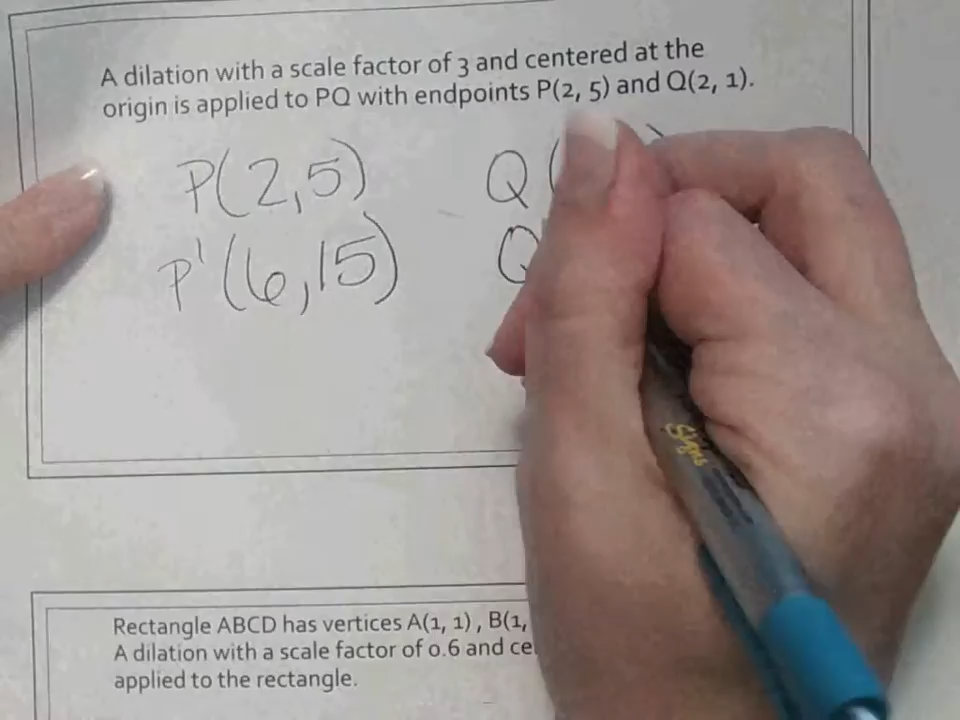 A dilation with a scale factor of 3 and centered at the
origin is applied to PQ with endpoints P(2, 5) and Q(2, 1).
P(2,5) Q(
P'(6,15) Q
Rectangle ABCD has vertices A(1, 1) , B(1,
A dilation with a scale factor of 0.6 and
applied to the rectangle.